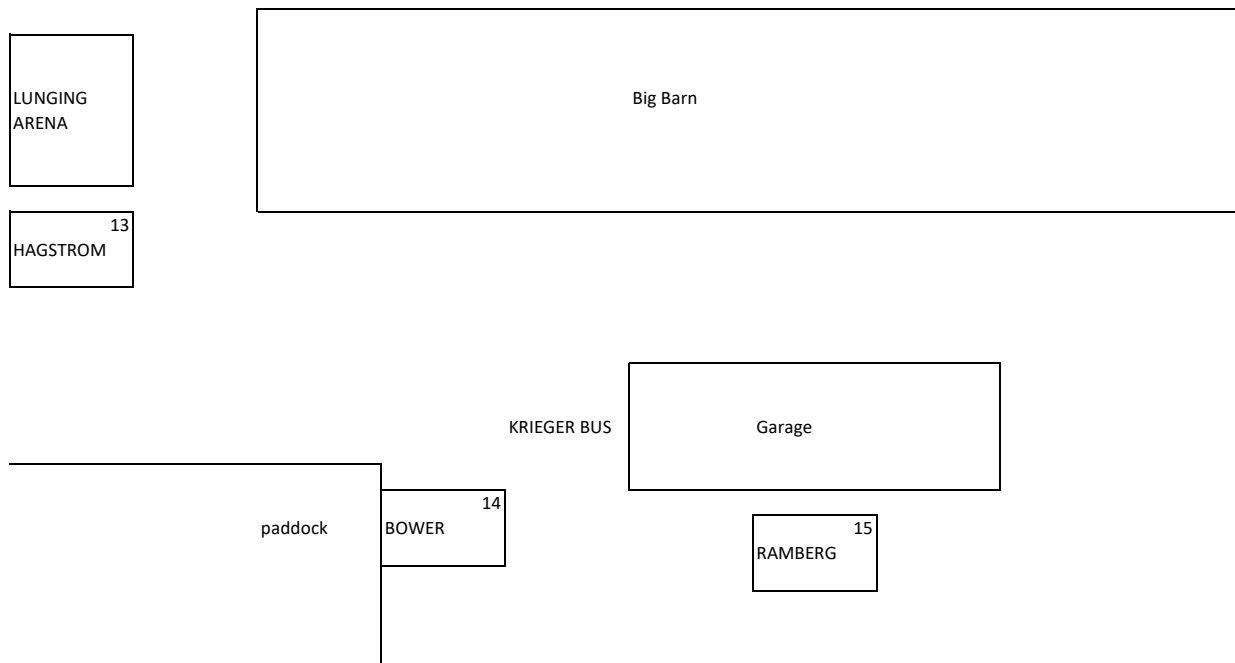 LUNGING
ARENA
Big Barn
13
HAGSTROM
KRIEGER BUS
Garage
14
paddock
BOWER
15
RAMBERG